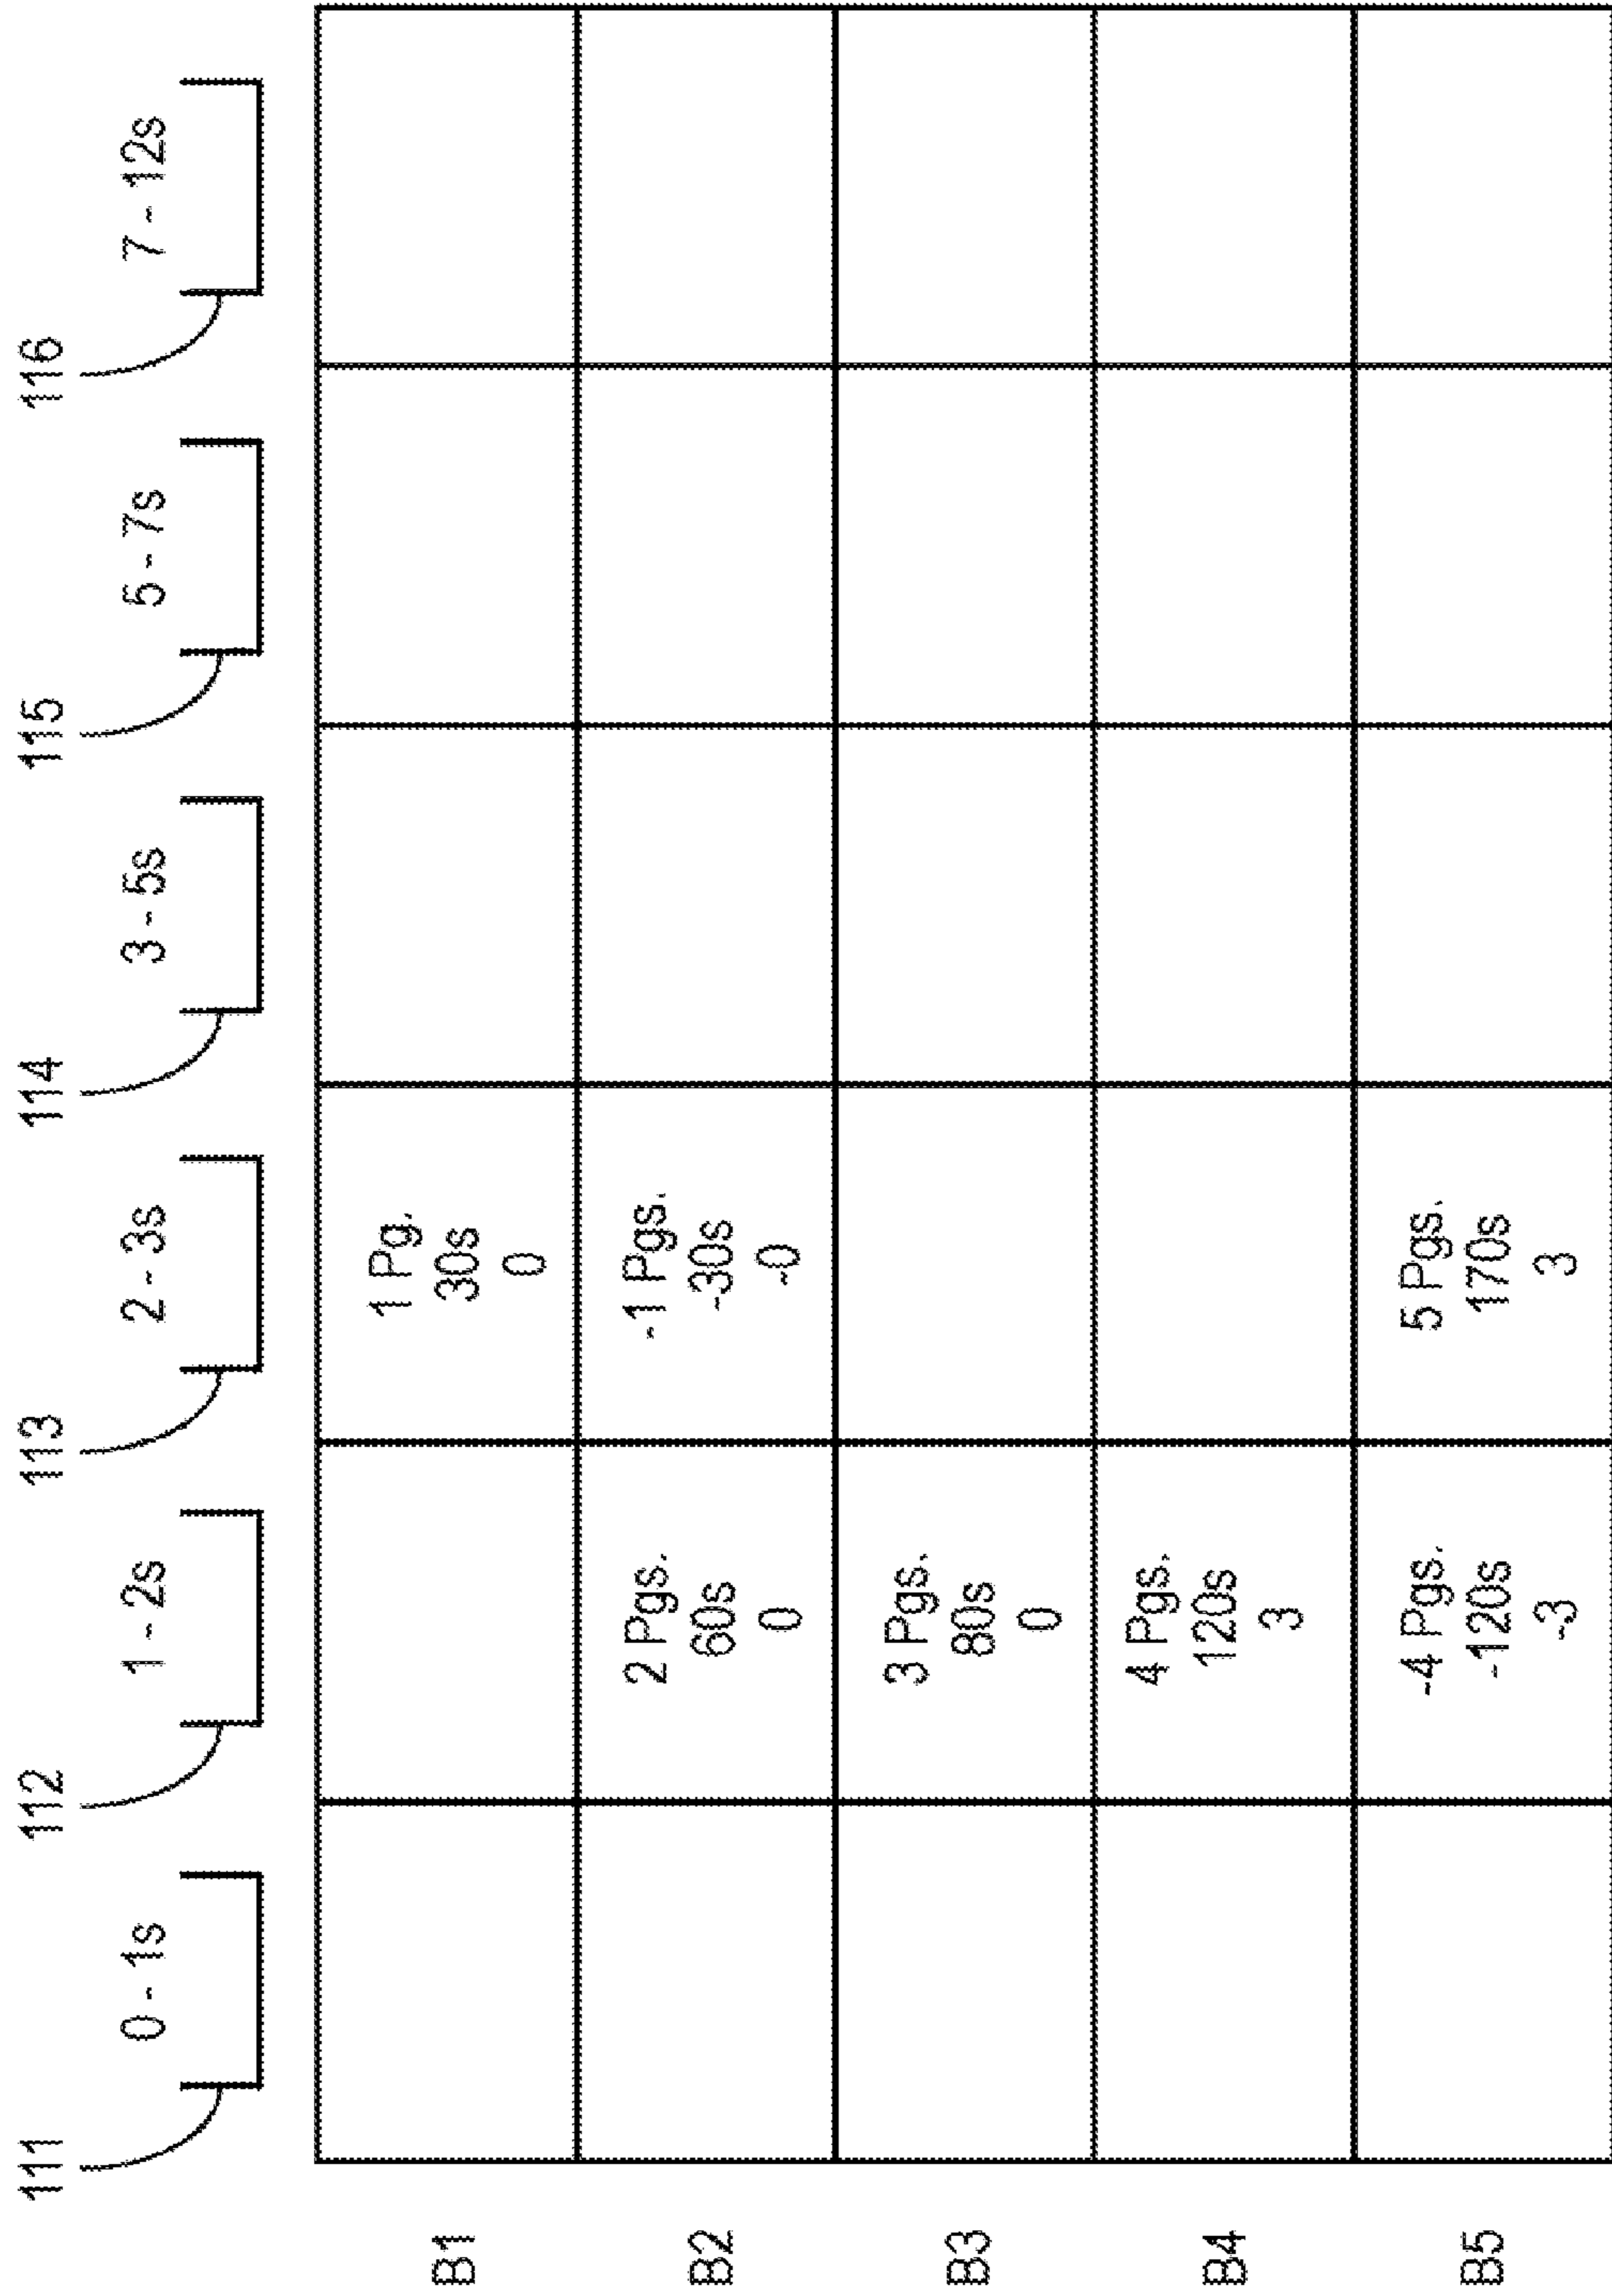 111 112 113 114 115 116
0 - 1s 1 - 2s 2 - 3s 3 - 5s 5 - 7s 7 - 12s
B1
1 Pg.
30s
0
B2
2 Pgs.
60s
0
-1 Pgs.
-30s
-0
B3
3 Pgs.
80s
0
B4
4 Pgs.
120s
3
B5
-4 Pgs.
-120s
-3
5 Pgs.
170s
3